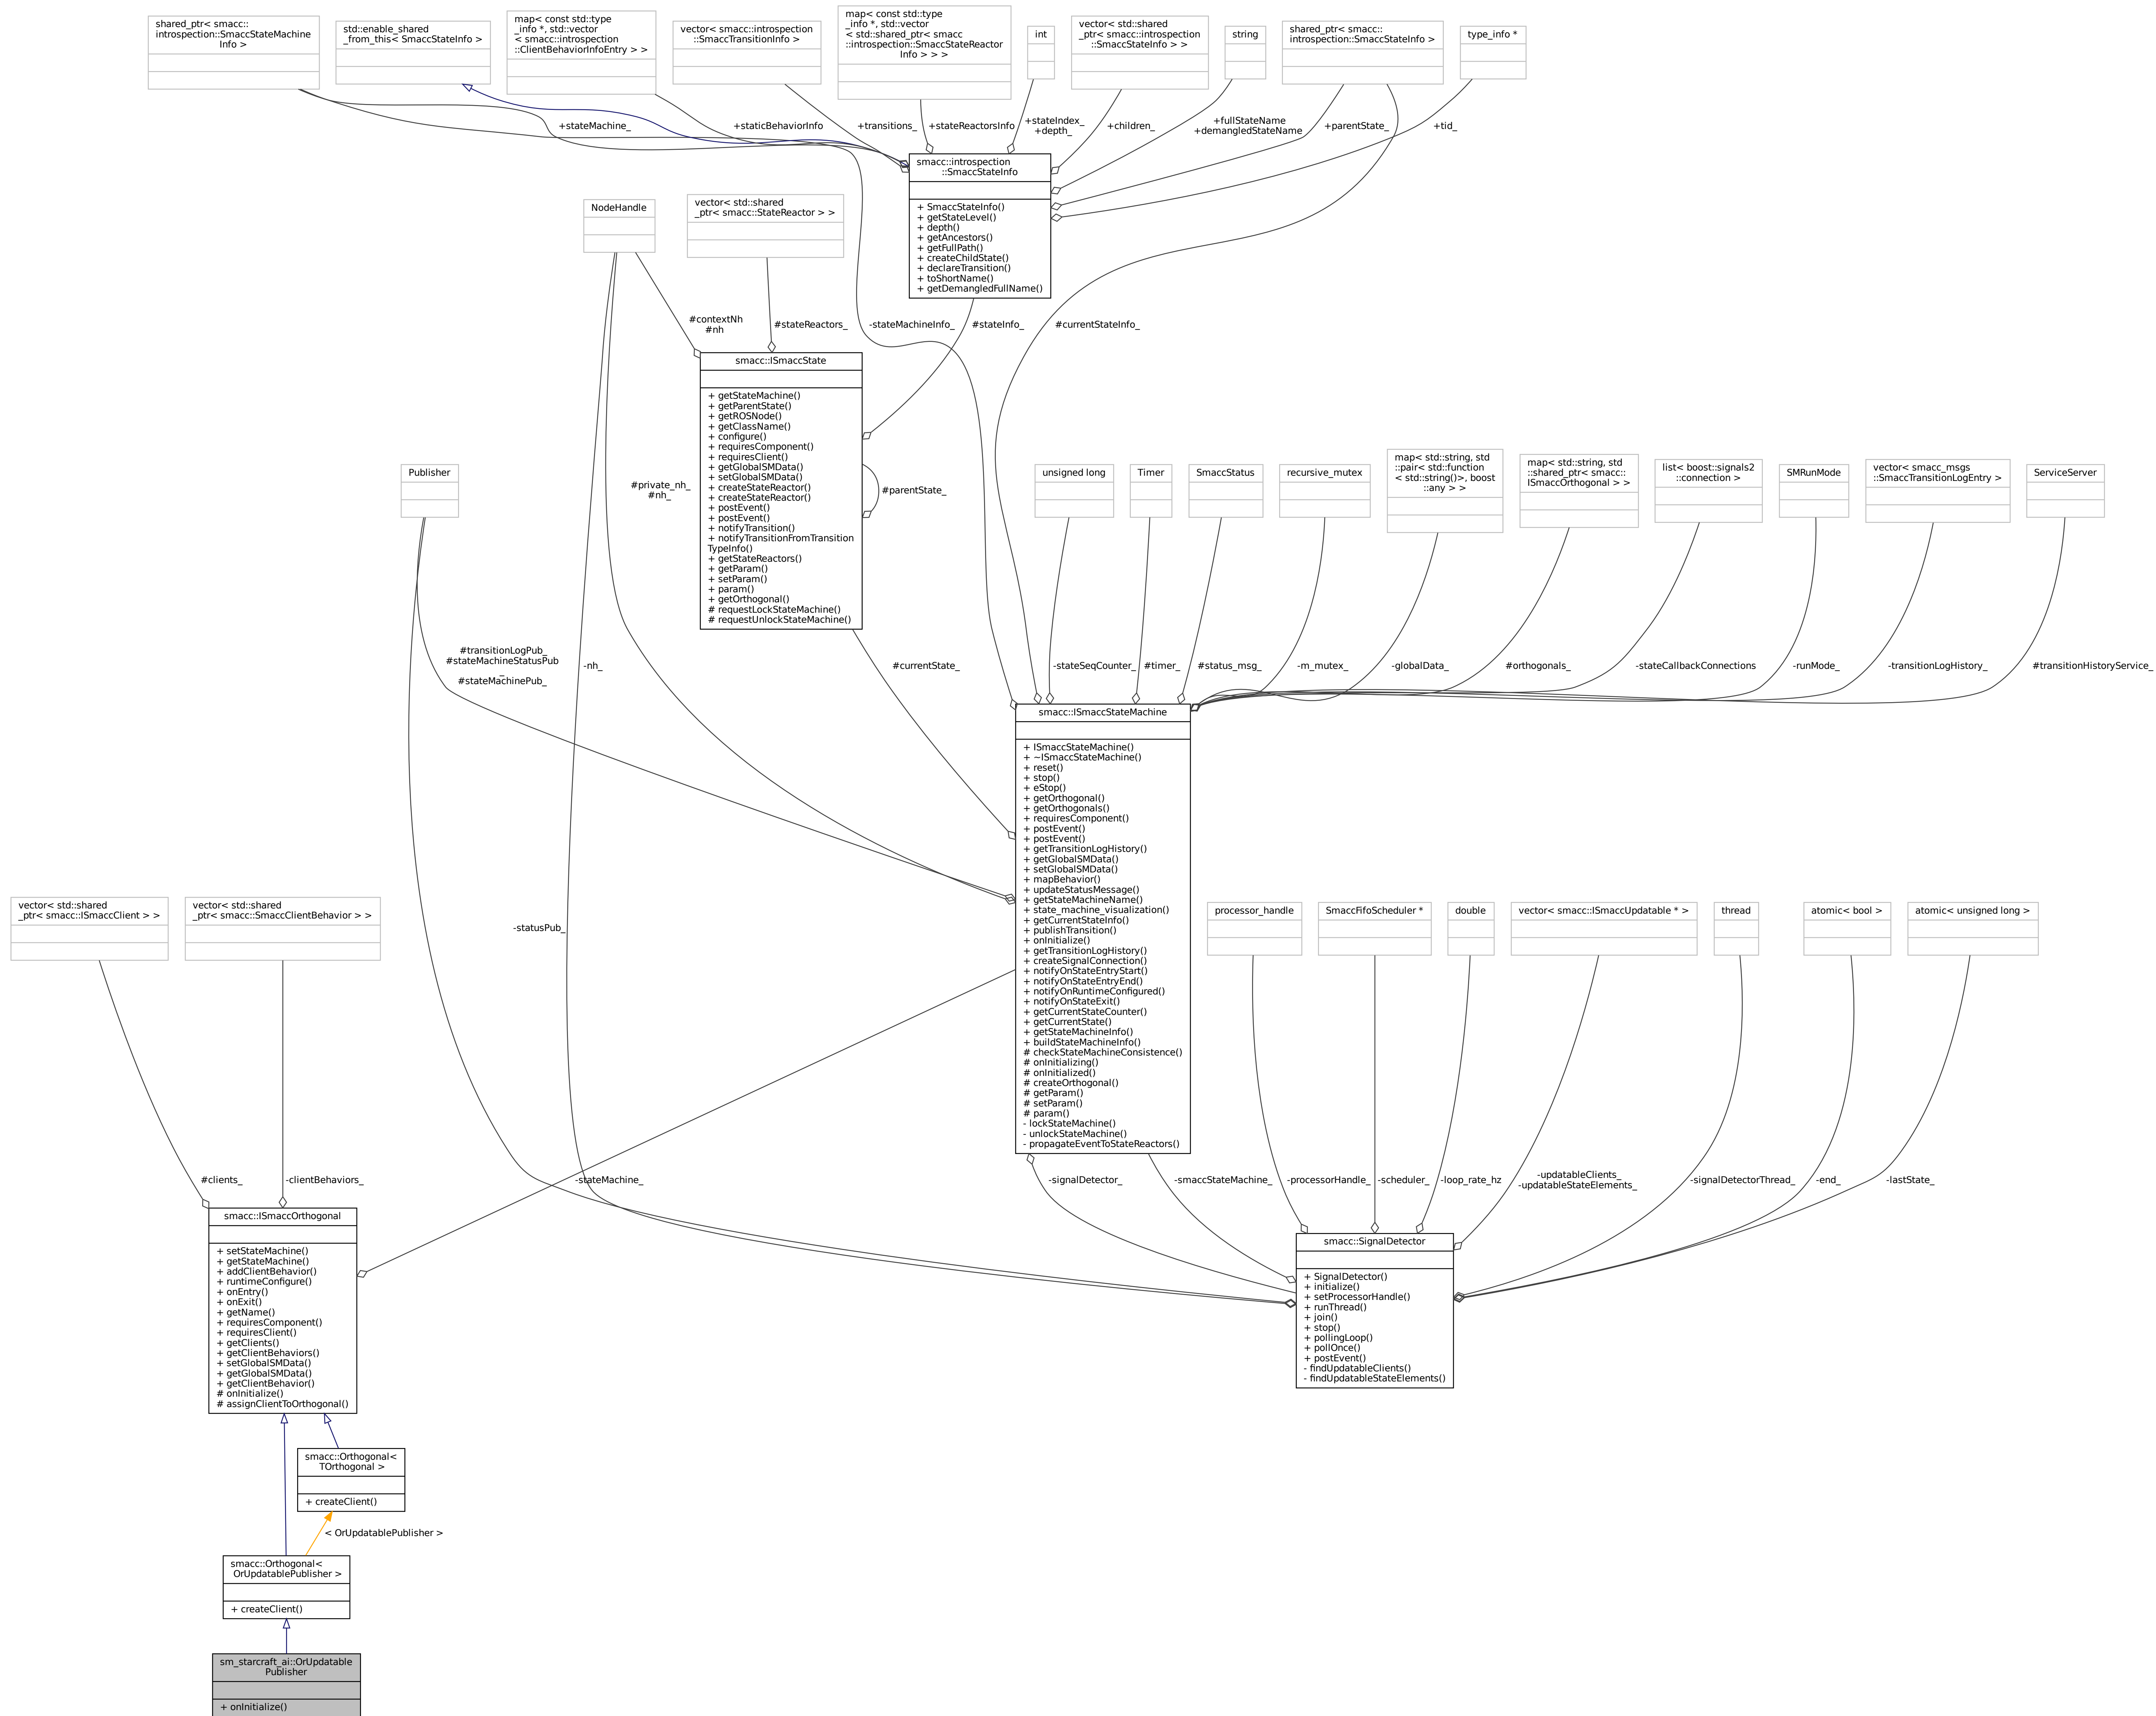 shared_ptr< smacc::
introspection::SmaccStateMachine
Info >
std::enable_shared
_from_this< SmaccStateInfo >
map< const std::type
_info *, std::vector
< smacc::introspection
::ClientBehaviorInfoEntry > >
vector< smacc::introspection
::SmaccTransitionInfo >
map< const std::type
_info *, std::vector
< std::shared_ptr< smacc
::introspection::SmaccStateReactor
Info > > >
int
vector< std::shared
_ptr< smacc::introspection
::SmaccStateInfo > >
string
shared_ptr< smacc::
introspection::SmaccStateInfo >
type_info *
+stateMachine_
+staticBehaviorInfo
+transitions_
+stateReactorsInfo
+stateIndex_
+depth_
+children_
+fullStateName
+demangledStateName
+parentState_
+tid_
smacc::introspection
::SmaccStateInfo
+ SmaccStateInfo()
+ getStateLevel()
+ depth()
+ getAncestors()
+ getFullPath()
+ createChildState()
+ declareTransition()
+ toShortName()
+ getDemangledFullName()
NodeHandle
vector< std::shared
_ptr< smacc::StateReactor > >
#contextNh
#nh
#stateReactors_
-stateMachineInfo_
#stateInfo_
#currentStateInfo_
smacc::ISmaccState
+ getStateMachine()
+ getParentState()
+ getROSNode()
+ getClassName()
+ configure()
+ requiresComponent()
+ requiresClient()
+ getGlobalSMData()
+ setGlobalSMData()
+ createStateReactor()
+ createStateReactor()
+ postEvent()
+ postEvent()
+ notifyTransition()
+ notifyTransitionFromTransition
TypeInfo()
+ getStateReactors()
+ getParam()
+ setParam()
+ param()
+ getOrthogonal()
# requestLockStateMachine()
# requestUnlockStateMachine()
#parentState_
Publisher
#private_nh_
#nh_
unsigned long
Timer
SmaccStatus
recursive_mutex
map< std::string, std
::pair< std::function
< std::string()>, boost
::any > >
map< std::string, std
::shared_ptr< smacc::
ISmaccOrthogonal > >
list< boost::signals2
::connection >
SMRunMode
vector< smacc_msgs
::SmaccTransitionLogEntry >
ServiceServer
#transitionLogPub_
#stateMachineStatusPub
_
#stateMachinePub_
-nh_
#currentState_
-stateSeqCounter_
#timer_
#status_msg_
-m_mutex_
-globalData_
#orthogonals_
-stateCallbackConnections
-runMode_
-transitionLogHistory_
#transitionHistoryService_
smacc::ISmaccStateMachine
+ ISmaccStateMachine()
+ ~ISmaccStateMachine()
+ reset()
+ stop()
+ eStop()
+ getOrthogonal()
+ getOrthogonals()
+ requiresComponent()
+ postEvent()
+ postEvent()
+ getTransitionLogHistory()
+ getGlobalSMData()
+ setGlobalSMData()
+ mapBehavior()
+ updateStatusMessage()
+ getStateMachineName()
+ state_machine_visualization()
+ getCurrentStateInfo()
+ publishTransition()
+ onInitialize()
+ getTransitionLogHistory()
+ createSignalConnection()
+ notifyOnStateEntryStart()
+ notifyOnStateEntryEnd()
+ notifyOnRuntimeConfigured()
+ notifyOnStateExit()
+ getCurrentStateCounter()
+ getCurrentState()
+ getStateMachineInfo()
+ buildStateMachineInfo()
# checkStateMachineConsistence()
# onInitializing()
# onInitialized()
# createOrthogonal()
# getParam()
# setParam()
# param()
- lockStateMachine()
- unlockStateMachine()
- propagateEventToStateReactors()
vector< std::shared
_ptr< smacc::ISmaccClient > >
vector< std::shared
_ptr< smacc::SmaccClientBehavior > >
-statusPub_
processor_handle
SmaccFifoScheduler *
double
vector< smacc::ISmaccUpdatable * >
thread
atomic< bool >
atomic< unsigned long >
#clients_
-clientBehaviors_
-stateMachine_
-signalDetector_
-smaccStateMachine_
-processorHandle_
-scheduler_
-loop_rate_hz
-updatableClients_
-updatableStateElements_
-signalDetectorThread_
-end_
-lastState_
smacc::ISmaccOrthogonal
+ setStateMachine()
+ getStateMachine()
+ addClientBehavior()
+ runtimeConfigure()
+ onEntry()
+ onExit()
+ getName()
+ requiresComponent()
+ requiresClient()
+ getClients()
+ getClientBehaviors()
+ setGlobalSMData()
+ getGlobalSMData()
+ getClientBehavior()
# onInitialize()
# assignClientToOrthogonal()
smacc::SignalDetector
+ SignalDetector()
+ initialize()
+ setProcessorHandle()
+ runThread()
+ join()
+ stop()
+ pollingLoop()
+ pollOnce()
+ postEvent()
- findUpdatableClients()
- findUpdatableStateElements()
smacc::Orthogonal<
TOrthogonal >
+ createClient()
< OrUpdatablePublisher >
smacc::Orthogonal<
OrUpdatablePublisher >
+ createClient()
sm_starcraft_ai::OrUpdatable
Publisher
+ onInitialize()